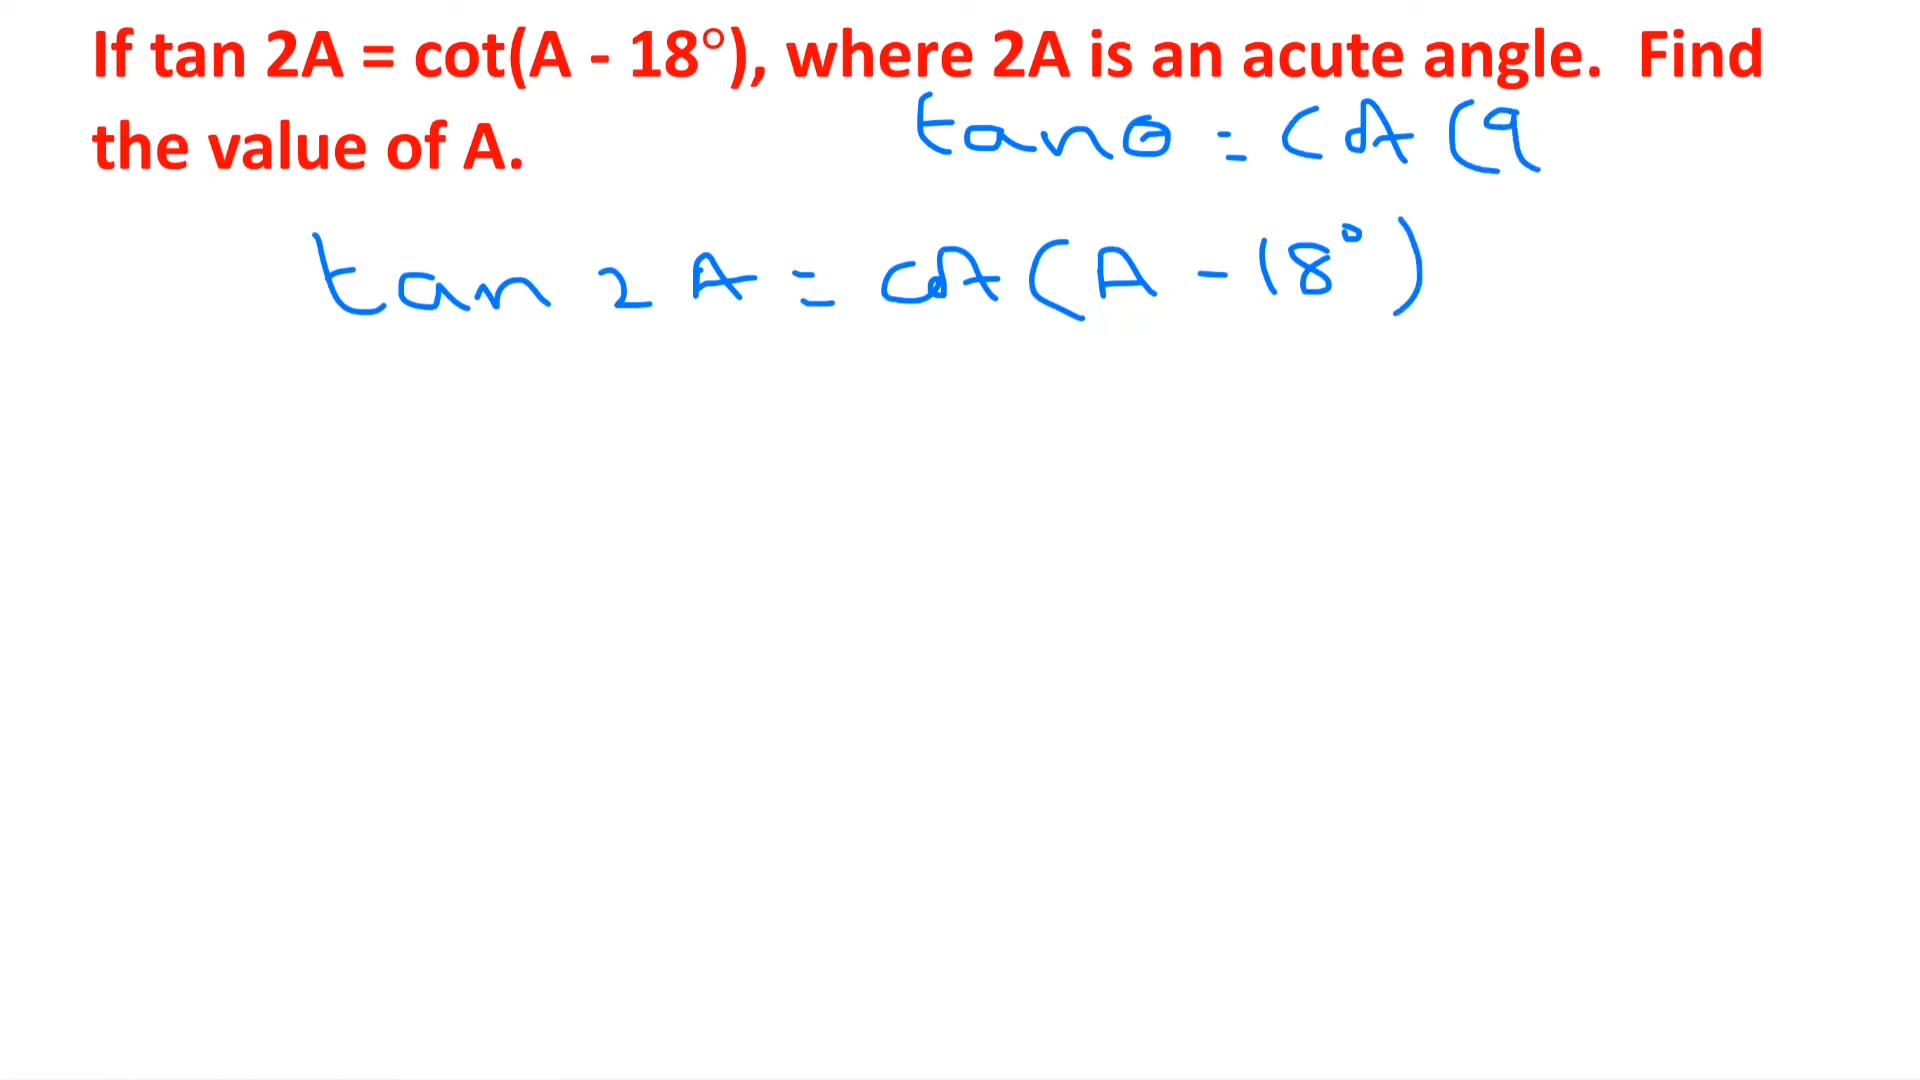 If tan 2A = cot(A - 18°), where 2A is an acute angle. Find
the value of A.
tan θ = cot (9
tan 2A = cot (A - 18°)